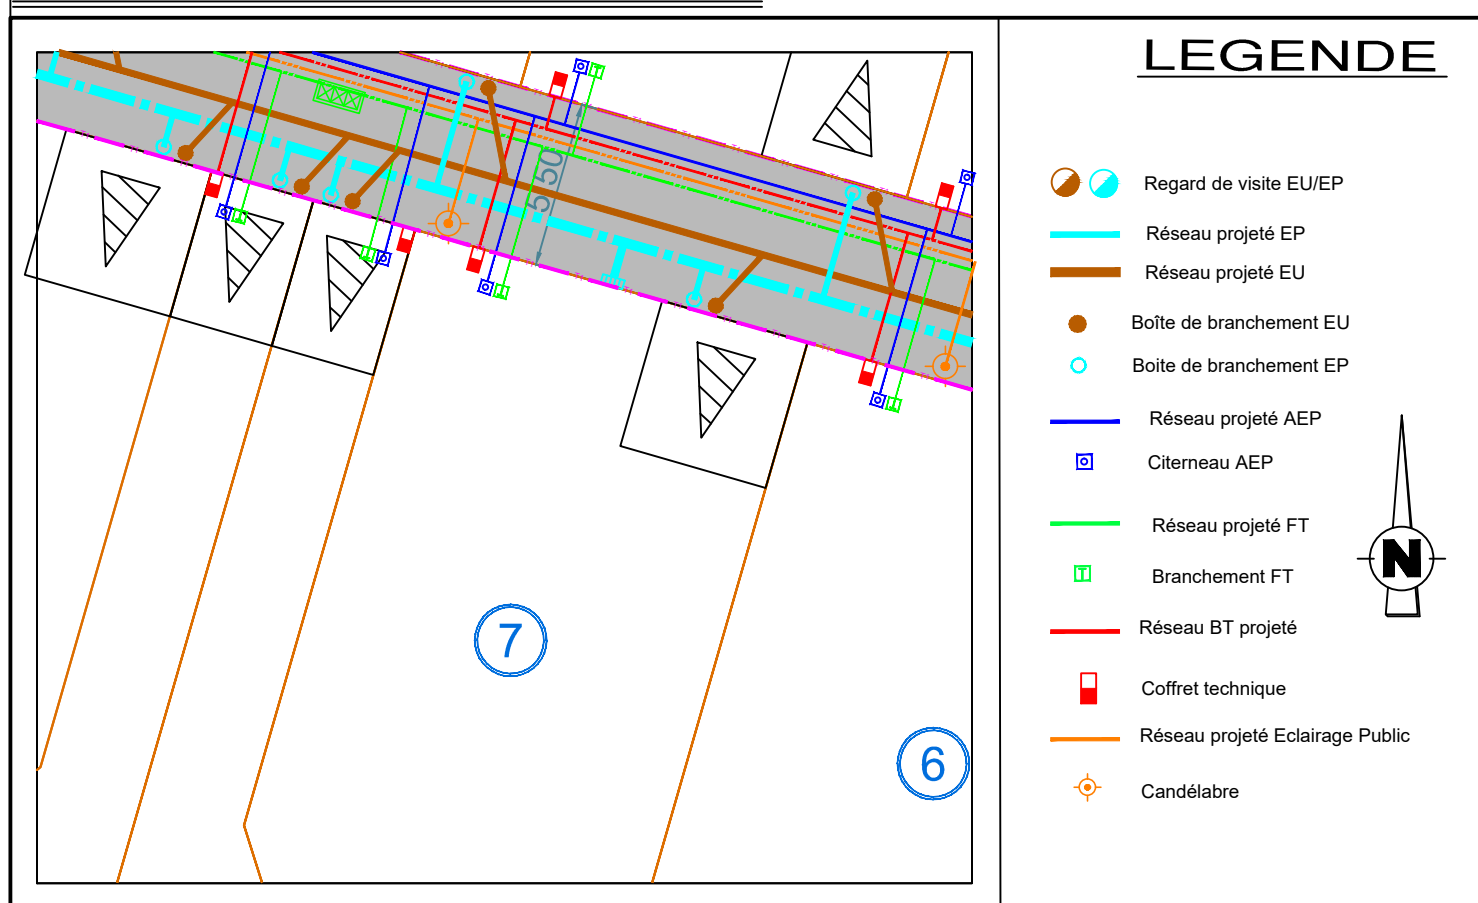 LEGENDE
Regard de visite EU/EP
Réseau projeté EP
Réseau projeté EU
Boîte de branchement EU
Boite de branchement EP
Réseau projeté AEP
Citerneau AEP
Réseau projeté FT
T
Branchement FT
Réseau BT projeté
Coffret technique
Réseau projeté Eclairage Public
Candélabre
N
5.50
7
6